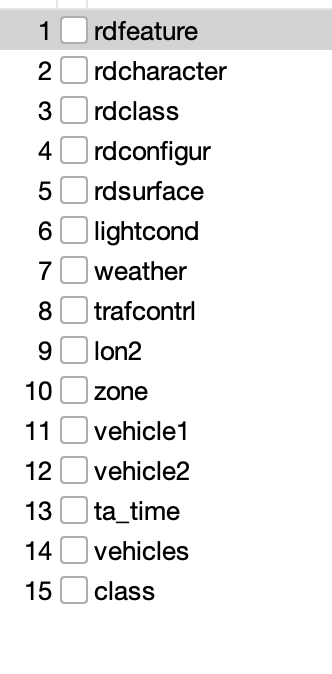 1 rdfeature
2 rdcharacter
3 rdclass
4 rdconfigur
5 rdsurface
6 lightcond
7 weather
8 trafcontrl
9 lon2
10 zone
11 vehicle1
12 vehicle2
13 ta_time
14 vehicles
15 class